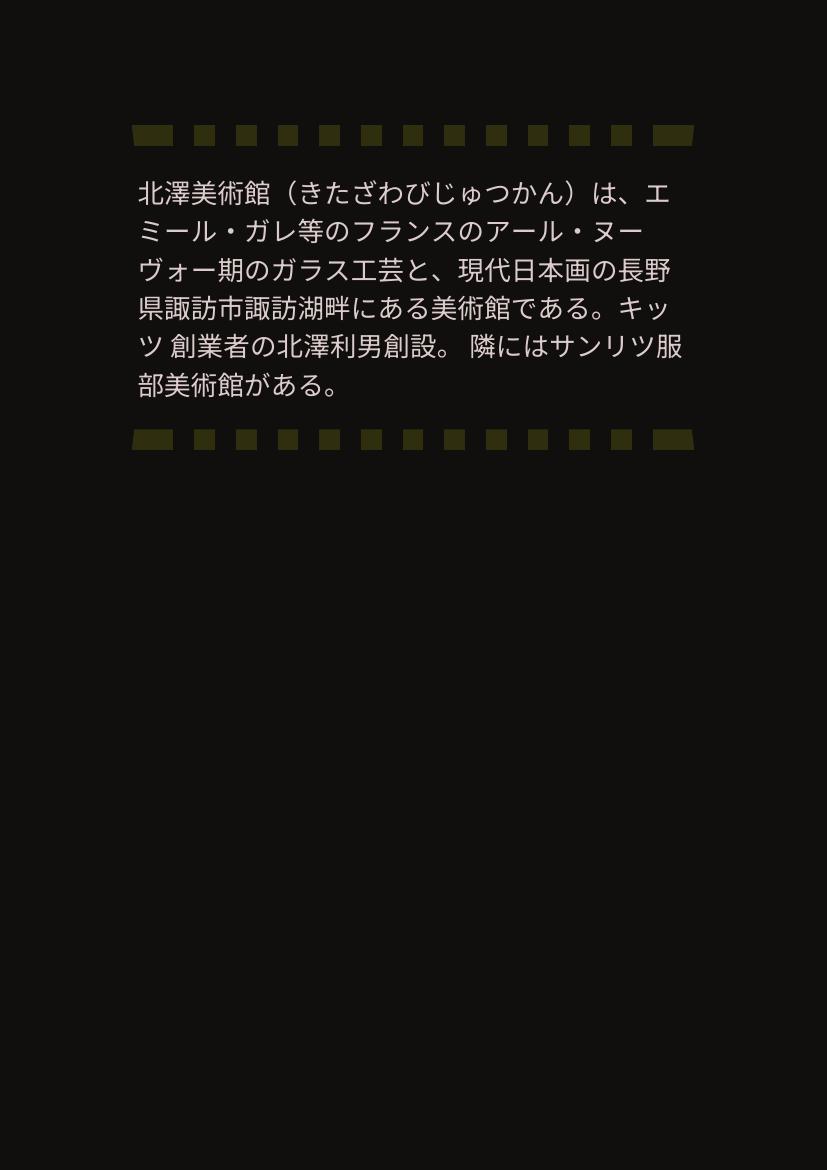 北澤美術館（きたざわびじゅつかん）は、エ
ミール・ガレ等のフランスのアール・ヌー
ヴォー期のガラス工芸と、現代日本画の長野
県諏訪市諏訪湖畔にある美術館である。キッ
ツ 創業者の北澤利男創設。 隣にはサンリツ服
部美術館がある。